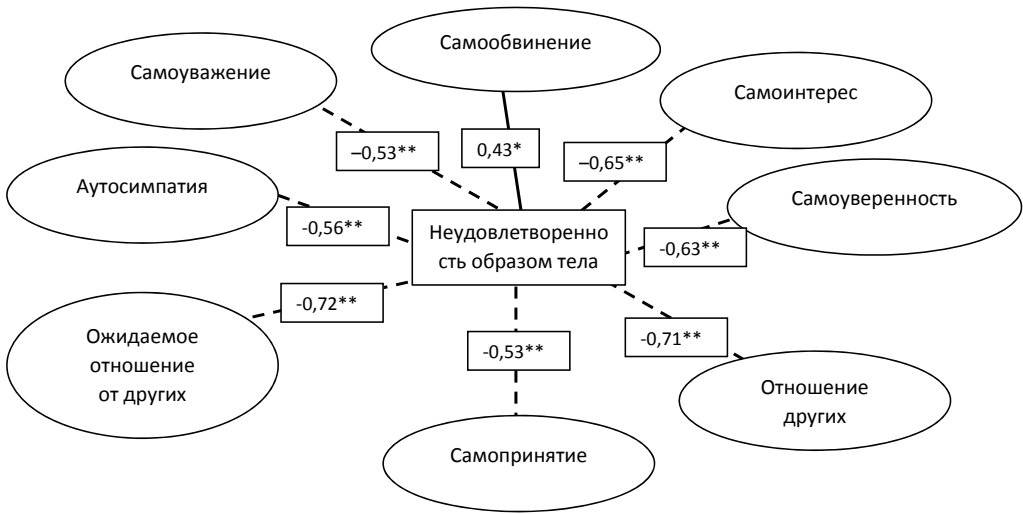 Самообвинение
Самоуважение
Самоинтерес
–0,53**
0,43*
–0,65**
Аутосимпатия
Самоуверенность
-0,56**
Неудовлетворенно
сть образом тела
-0,63**
-0,72**
Ожидаемое
отношение
от других
-0,53**
-0,71**
Отношение
других
Самопринятие